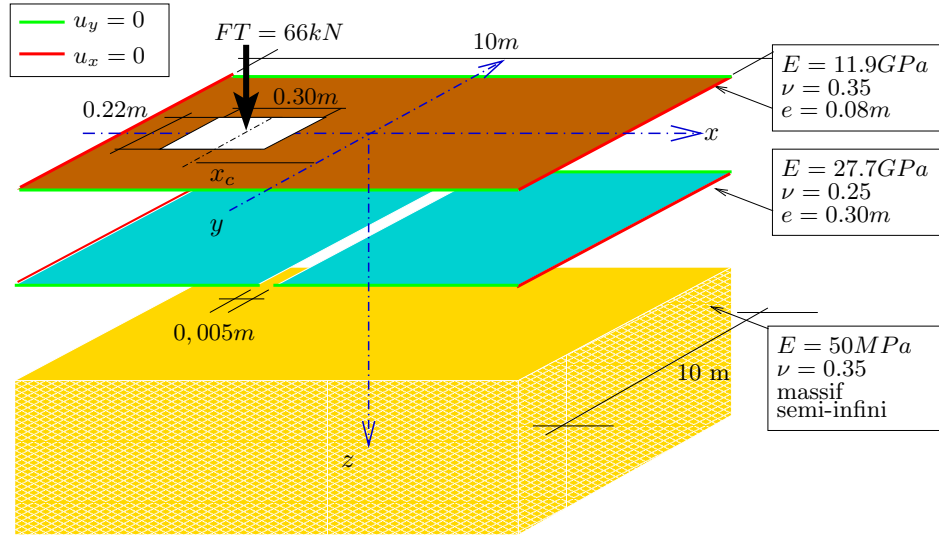 u_y = 0
u_x = 0
FT = 66kN
10m
0.22m
0.30m
x
x_c
y
E = 11.9GPa
ν = 0.35
e = 0.08m
E = 27.7GPa
ν = 0.25
e = 0.30m
0,005m
10 m
z
E = 50MPa
ν = 0.35
massif
semi-infini